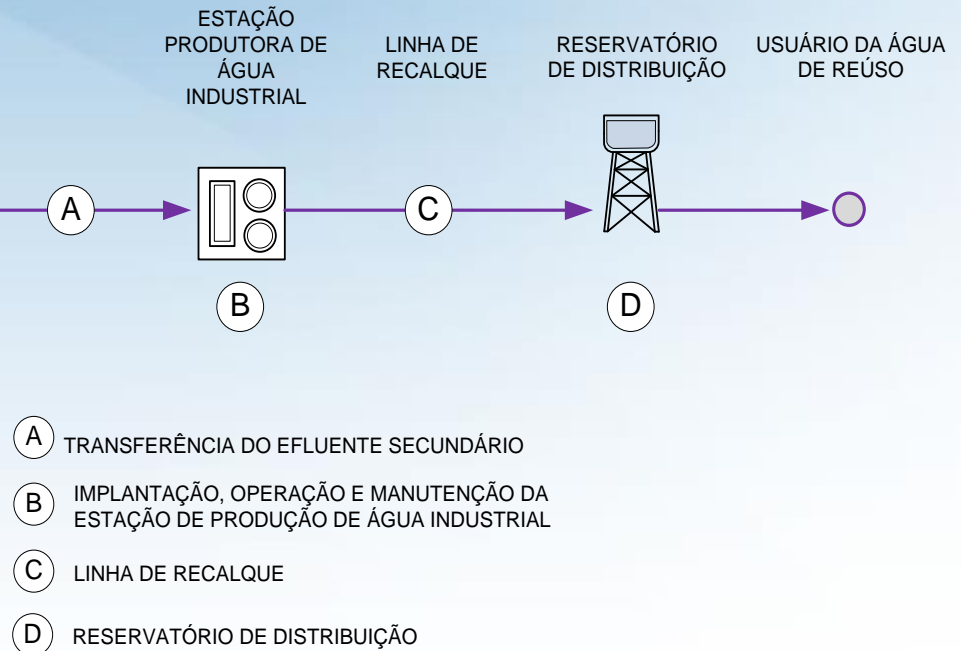 ESTAÇÃO
PRODUTORA DE
ÁGUA
INDUSTRIAL
LINHA DE
RECALQUE
RESERVATÓRIO
DE DISTRIBUIÇÃO
USUÁRIO DA ÁGUA
DE REÚSO
A
C
B
D
A TRANSFERÊNCIA DO EFLUENTE SECUNDÁRIO
B IMPLANTAÇÃO, OPERAÇÃO E MANUTENÇÃO DA
ESTAÇÃO DE PRODUÇÃO DE ÁGUA INDUSTRIAL
C LINHA DE RECALQUE
D RESERVATÓRIO DE DISTRIBUIÇÃO